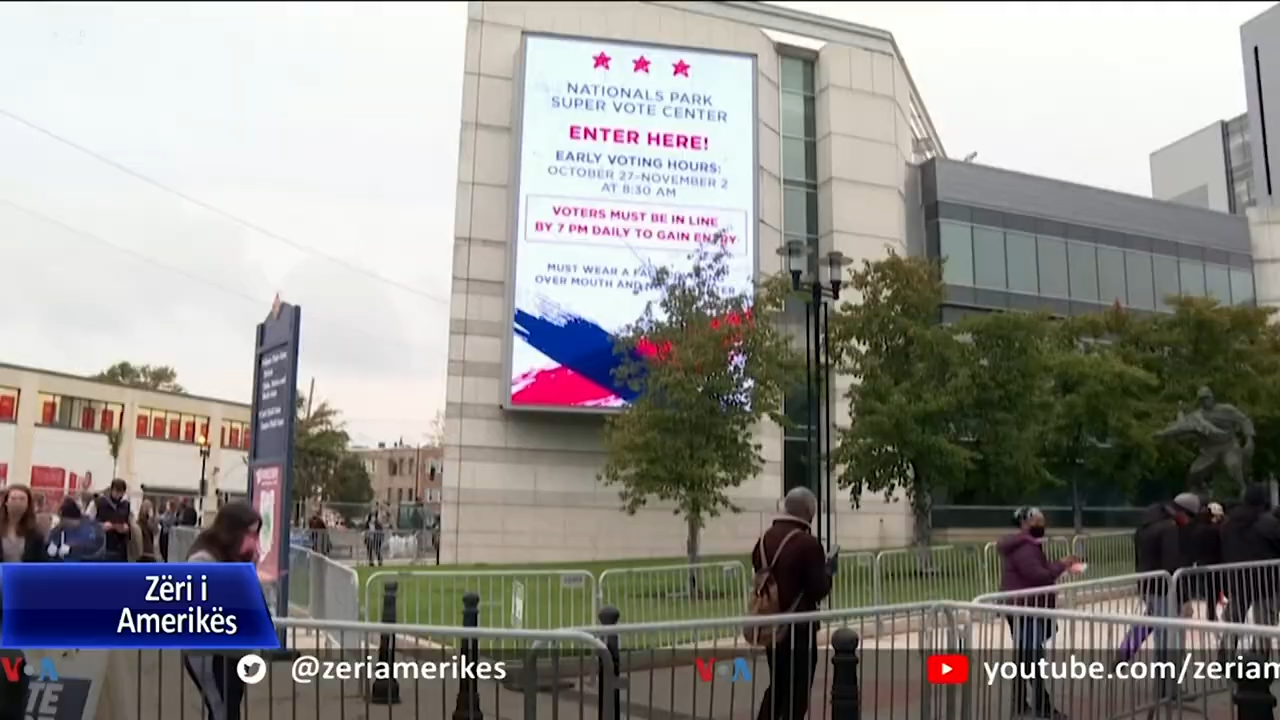 NATIONALS PARK
SUPER VOTE CENTER
ENTER HERE!
EARLY VOTING HOURS:
OCTOBER 27-NOVEMBER 2
AT 8:30 AM
VOTERS MUST BE IN LINE
BY 7 PM DAILY TO GAIN ENTRY
MUST WEAR A
OVER MOUTH AND
Zëri i
Amerikës
VOA @zeriamerikes VOA youtube.com/zeriam